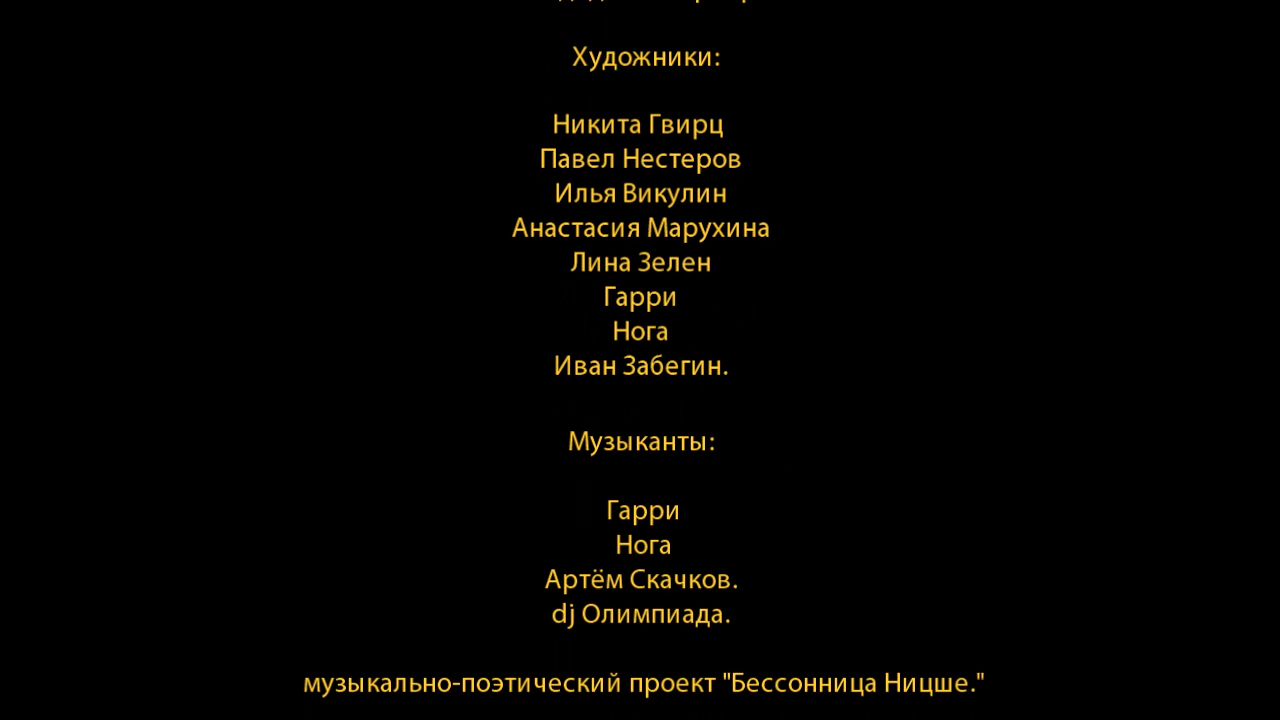 Художники:
Никита Гвирц
Павел Нестеров
Илья Викулин
Анастасия Марухина
Лина Зелен
Гарри
Нога
Иван Забегин.
Музыканты:
Гарри
Нога
Артём Скачков.
dj Олимпиада.
музыкально-поэтический проект "Бессонница Ницше."